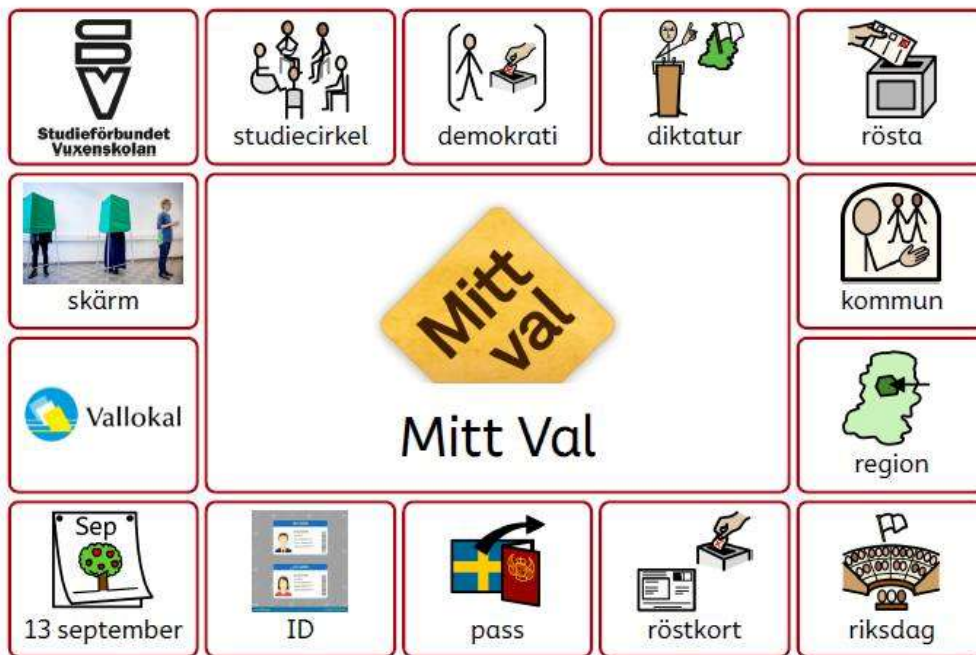 Studieförbundet
Vuxenskolan
studiecirkel
demokrati
diktatur
rösta
skärm
Mitt
val
Mitt Val
kommun
Vallokal
region
Sep
13 september
ID
pass
röstkort
riksdag